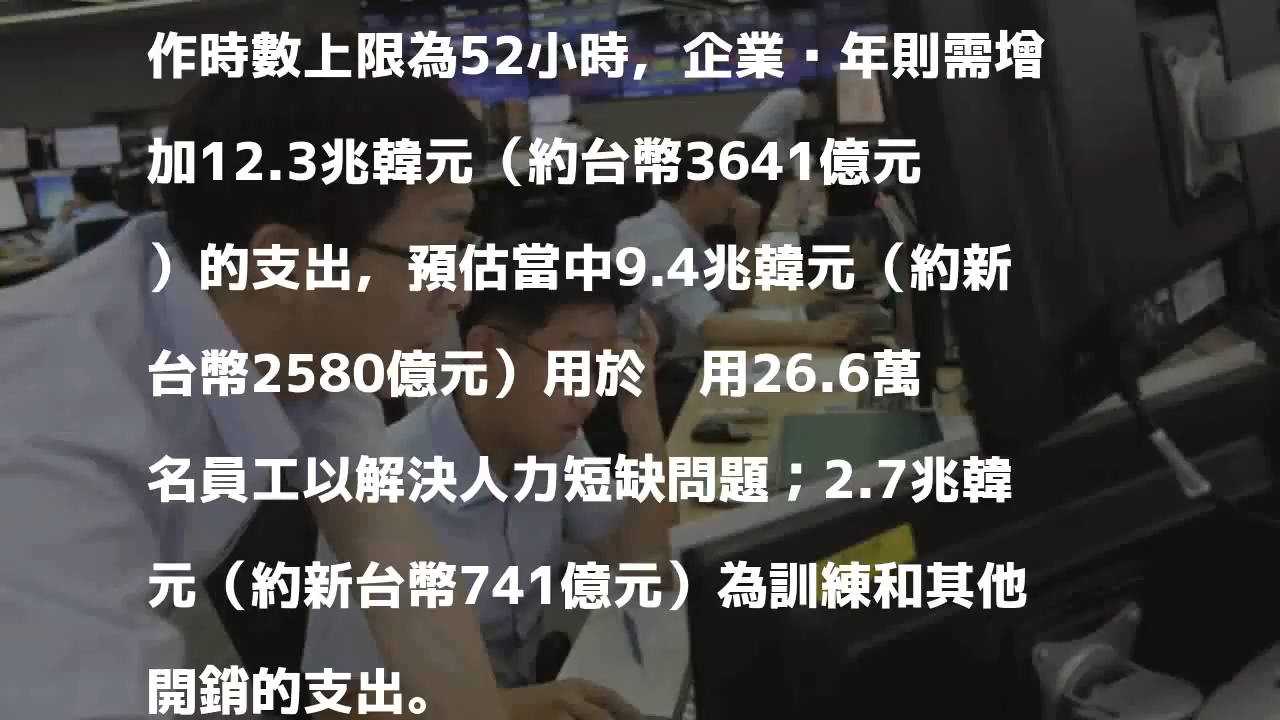 作時數上限為52小時，企業·年則需增
加12.3兆韓元（約台幣3641億元
）的支出，預估當中9.4兆韓元（約新
台幣2580億元）用於　用26.6萬
名員工以解決人力短缺問題；2.7兆韓
元（約新台幣741億元）為訓練和其他
開銷的支出。